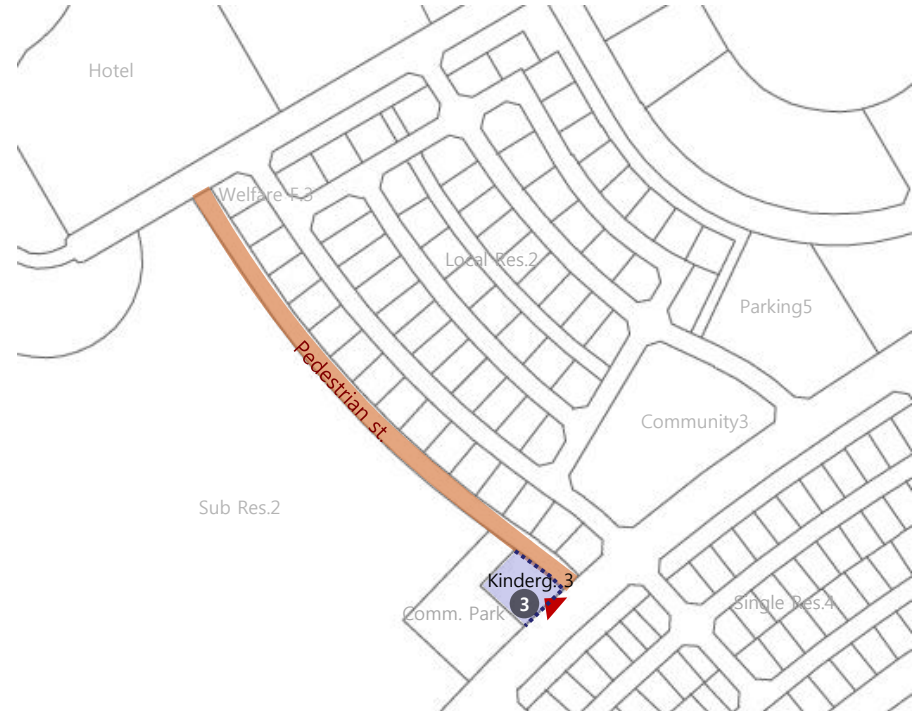 Hotel
Welfare F.3
Local Res.2
Parking5
Pedestrian st.
Community3
Sub Res.2
Kinderg. 3
3
Comm. Park
Single Res.4